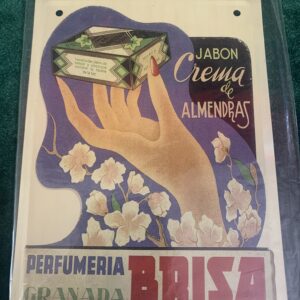 JABON
Crema
de
ALMENDRAS
PERFUMERIA
GRANADA
BRISA